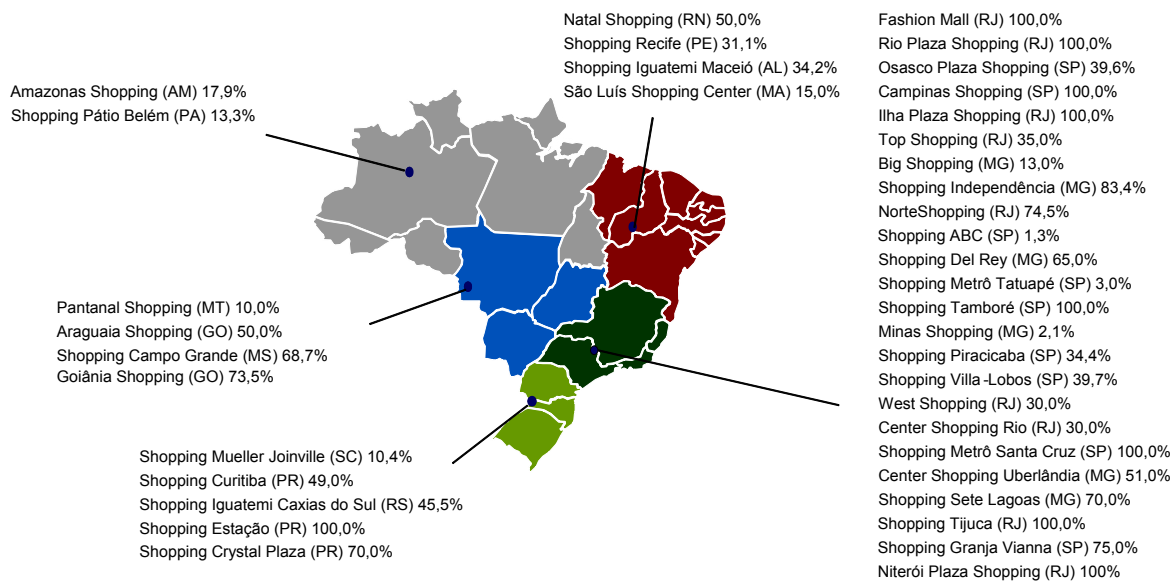 Amazonas Shopping (AM) 17,9%
Shopping Pátio Belém (PA) 13,3%
Natal Shopping (RN) 50,0%
Shopping Recife (PE) 31,1%
Shopping Iguatemi Maceió (AL) 34,2%
São Luís Shopping Center (MA) 15,0%
Pantanal Shopping (MT) 10,0%
Araguaia Shopping (GO) 50,0%
Shopping Campo Grande (MS) 68,7%
Goiânia Shopping (GO) 73,5%
Shopping Mueller Joinville (SC) 10,4%
Shopping Curitiba (PR) 49,0%
Shopping Iguatemi Caxias do Sul (RS) 45,5%
Shopping Estação (PR) 100,0%
Shopping Crystal Plaza (PR) 70,0%
Fashion Mall (RJ) 100,0%
Rio Plaza Shopping (RJ) 100,0%
Osasco Plaza Shopping (SP) 39,6%
Campinas Shopping (SP) 100,0%
Ilha Plaza Shopping (RJ) 100,0%
Top Shopping (RJ) 35,0%
Big Shopping (MG) 13,0%
Shopping Independência (MG) 83,4%
NorteShopping (RJ) 74,5%
Shopping ABC (SP) 1,3%
Shopping Del Rey (MG) 65,0%
Shopping Metrô Tatuapé (SP) 3,0%
Shopping Tamboré (SP) 100,0%
Minas Shopping (MG) 2,1%
Shopping Piracicaba (SP) 34,4%
Shopping Villa-Lobos (SP) 39,7%
West Shopping (RJ) 30,0%
Center Shopping Rio (RJ) 30,0%
Shopping Metrô Santa Cruz (SP) 100,0%
Center Shopping Uberlândia (MG) 51,0%
Shopping Sete Lagoas (MG) 70,0%
Shopping Tijuca (RJ) 100,0%
Shopping Granja Vianna (SP) 75,0%
Niterói Plaza Shopping (RJ) 100%